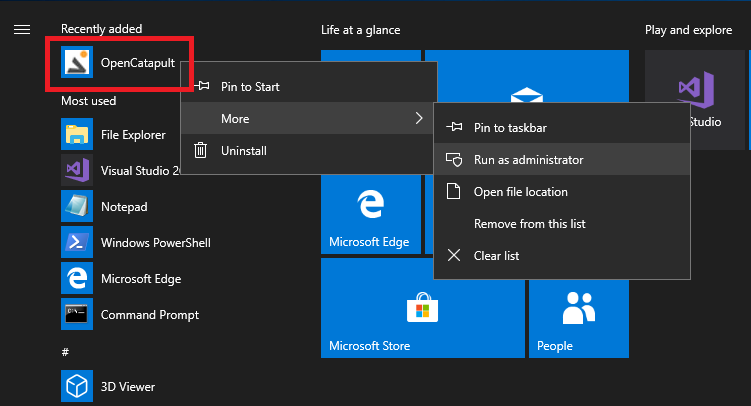 Recently added
OpenCatapult
Most used
File Explorer
Visual Studio 2
Notepad
Windows PowerShell
Microsoft Edge
Command Prompt
#
3D Viewer
Pin to Start
More
Uninstall
Pin to taskbar
Run as administrator
Open file location
Remove from this list
Clear list
Life at a glance
Microsoft Edge
Microsoft Store
People
Play and explore
Studio